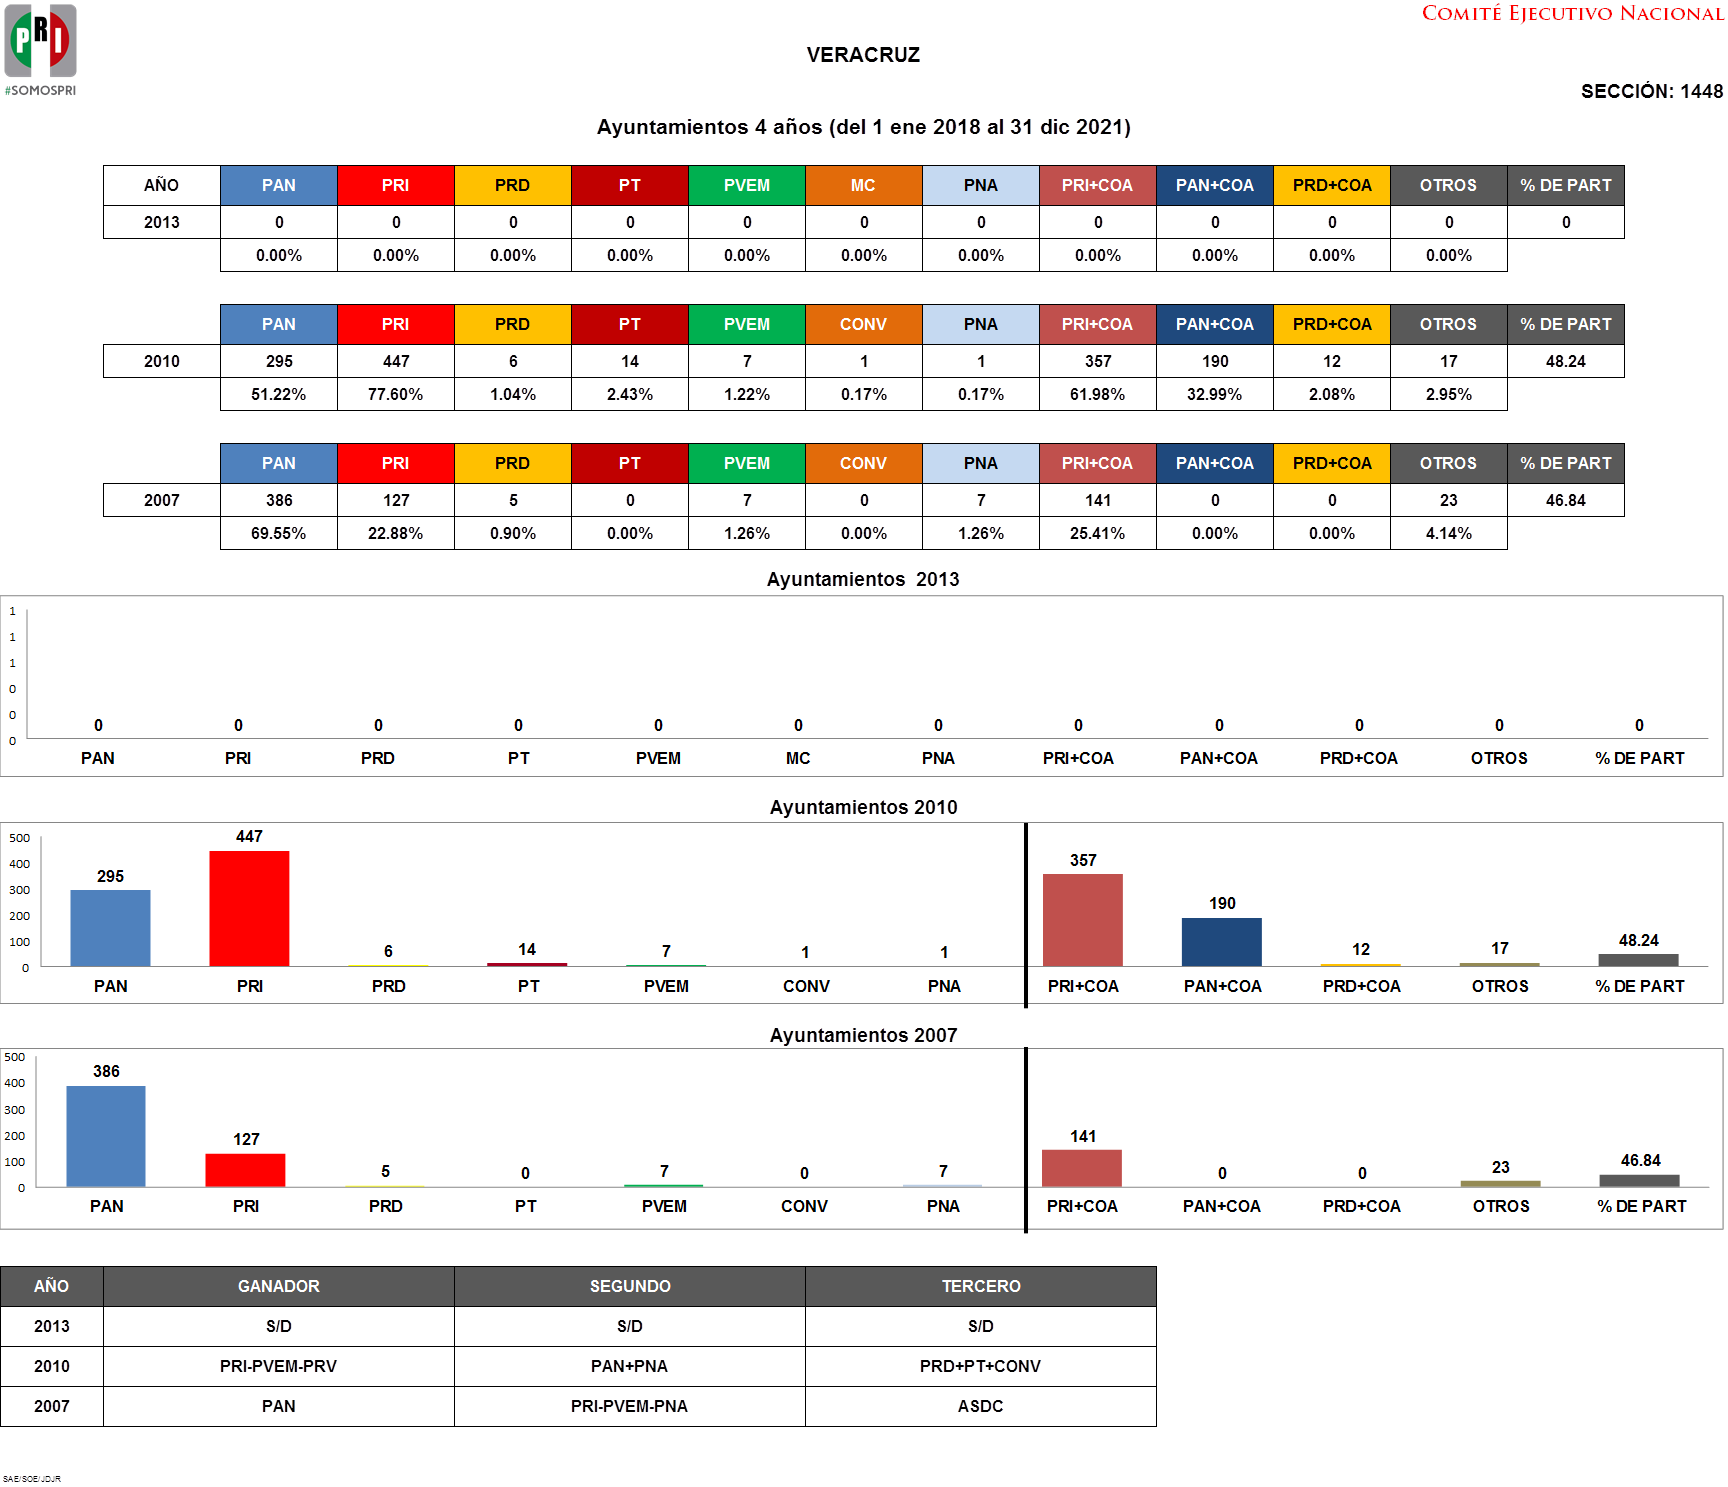 COMITÉ EJECUTIVO NACIONAL
PRI
#SOMOSPRI
VERACRUZ
SECCIÓN: 1448
Ayuntamientos 4 años (del 1 ene 2018 al 31 dic 2021)
AÑO PAN PRI PRD PT PVEM MC PNA PRI+COA PAN+COA PRD+COA OTROS % DE PART
2013 0 0 0 0 0 0 0 0 0 0 0 0
0.00% 0.00% 0.00% 0.00% 0.00% 0.00% 0.00% 0.00% 0.00% 0.00% 0.00%
PAN PRI PRD PT PVEM CONV PNA PRI+COA PAN+COA PRD+COA OTROS % DE PART
2010 295 447 6 14 7 1 1 357 190 12 17 48.24
51.22% 77.60% 1.04% 2.43% 1.22% 0.17% 0.17% 61.98% 32.99% 2.08% 2.95%
PAN PRI PRD PT PVEM CONV PNA PRI+COA PAN+COA PRD+COA OTROS % DE PART
2007 386 127 5 0 7 0 7 141 0 0 23 46.84
69.55% 22.88% 0.90% 0.00% 1.26% 0.00% 1.26% 25.41% 0.00% 0.00% 4.14%
Ayuntamientos 2013
1
1
1
0
0
0
0 0 0 0 0 0 0 0 0 0 0 0
PAN PRI PRD PT PVEM MC PNA PRI+COA PAN+COA PRD+COA OTROS % DE PART
Ayuntamientos 2010
500
400
300
200
100
0
295 447 6 14 7 1 1 357 190 12 17 48.24
PAN PRI PRD PT PVEM CONV PNA PRI+COA PAN+COA PRD+COA OTROS % DE PART
Ayuntamientos 2007
500
400
300
200
100
0
386 127 5 0 7 0 7 141 0 0 23 46.84
PAN PRI PRD PT PVEM CONV PNA PRI+COA PAN+COA PRD+COA OTROS % DE PART
AÑO GANADOR SEGUNDO TERCERO
2013 S/D S/D S/D
2010 PRI-PVEM-PRV PAN+PNA PRD+PT+CONV
2007 PAN PRI-PVEM-PNA ASDC
SAE/SOE/JDJR